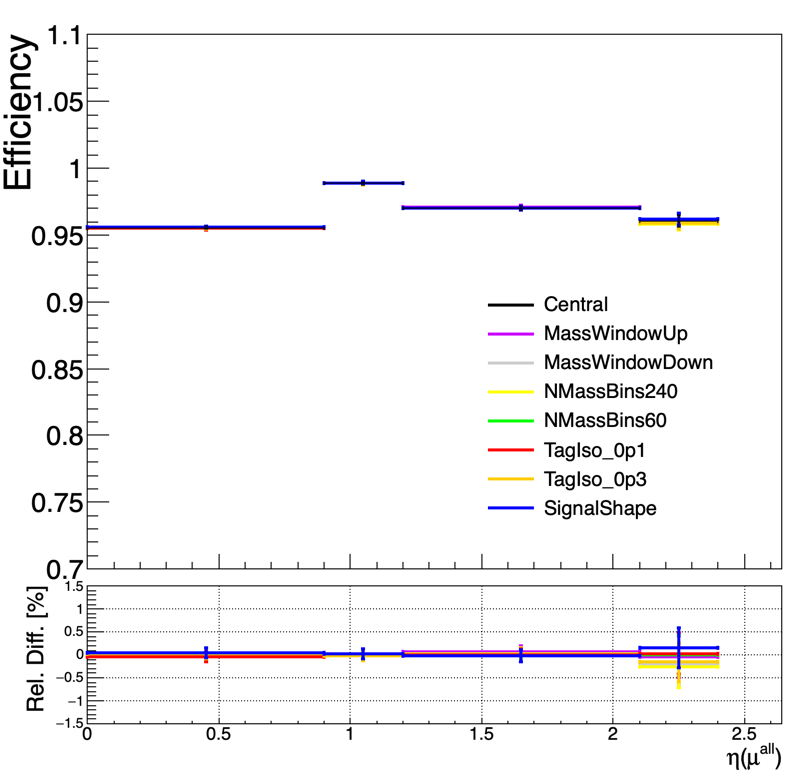 Efficiency
1.1
1.05
1
0.95
0.9
0.85
0.8
0.75
0.7
Central
MassWindowUp
MassWindowDown
NMassBins240
NMassBins60
TagIso_0p1
TagIso_0p3
SignalShape
Rel. Diff. [%]
1.5
1
0.5
0
−0.5
−1
−1.5
0 0.5 1 1.5 2 2.5
η(μ^all)